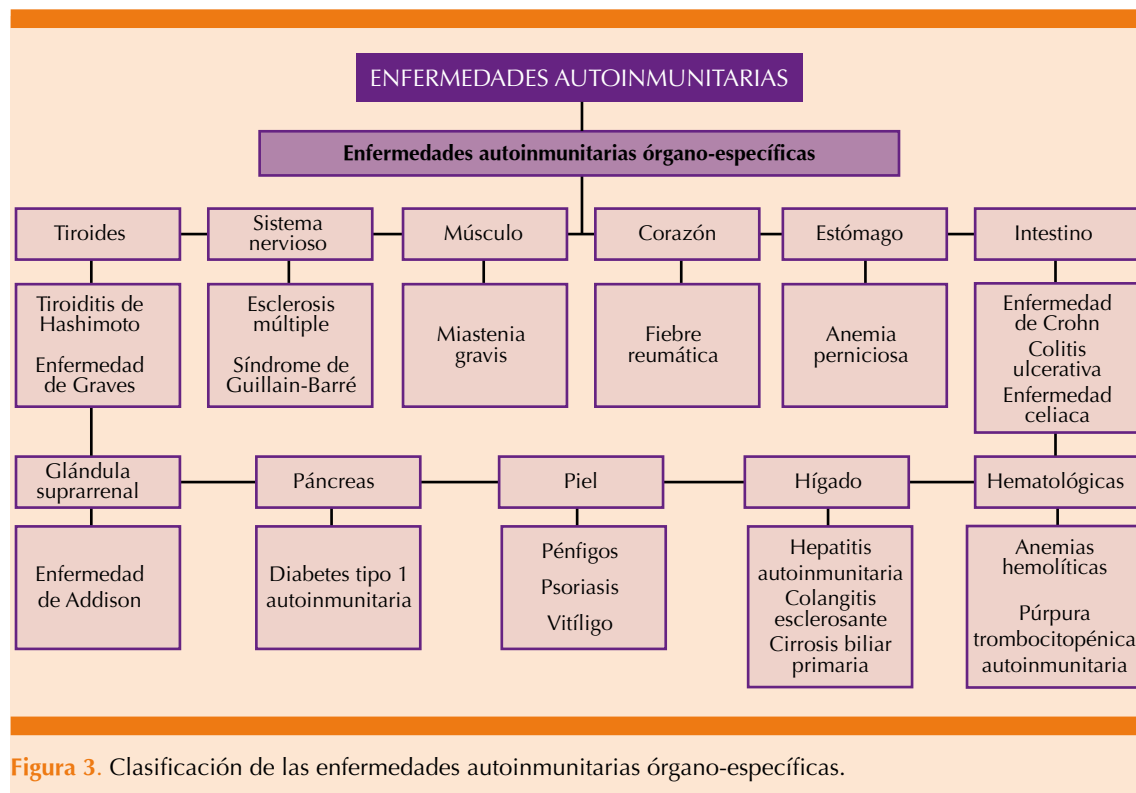 ENFERMEDADES AUTOINMUNITARIAS
Enfermedades autoinmunitarias órgano-específicas
Tiroides
Sistema
nervioso
Músculo
Corazón
Estómago
Intestino
Tiroiditis de
Hashimoto
Enfermedad
de Graves
Esclerosis
múltiple
Síndrome de
Guillain-Barré
Miastenia
gravis
Fiebre
reumática
Anemia
perniciosa
Enfermedad
de Crohn
Colitis
ulcerativa
Enfermedad
celiaca
Glándula
suprarrenal
Páncreas
Piel
Hígado
Hematológicas
Enfermedad
de Addison
Diabetes tipo 1
autoinmunitaria
Pénfigos
Psoriasis
Vitíligo
Hepatitis
autoinmunitaria
Colangitis
esclerosante
Cirrosis biliar
primaria
Anemias
hemolíticas
Púrpura
trombocitopénica
autoinmunitaria
Figura 3. Clasificación de las enfermedades autoinmunitarias órgano-específicas.